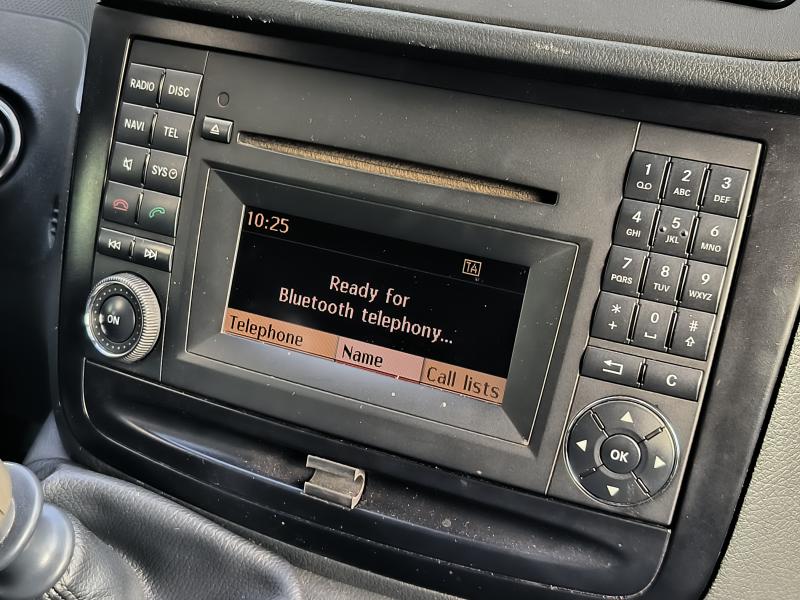 RADIO DISC
NAVI TEL
SYS
ON
10:25
TA
Ready for
Bluetooth telephony...
Telephone Name Call lists
1 2 ABC 3 DEF
4 GHI 5 JKL 6 MNO
7 PQRS 8 TUV 9 WXYZ
* + 0 #
C
OK